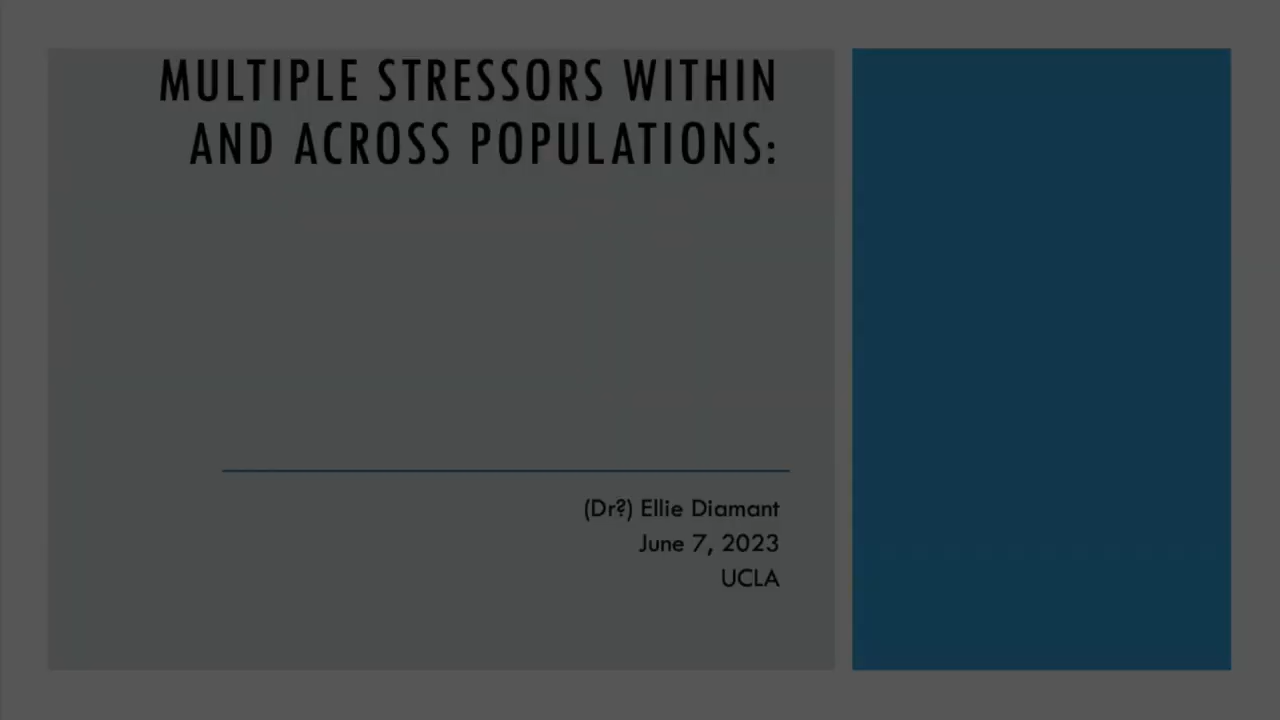 MULTIPLE STRESSORS WITHIN
AND ACROSS POPULATIONS:
(Dr?) Ellie Diamant
June 7, 2023
UCLA